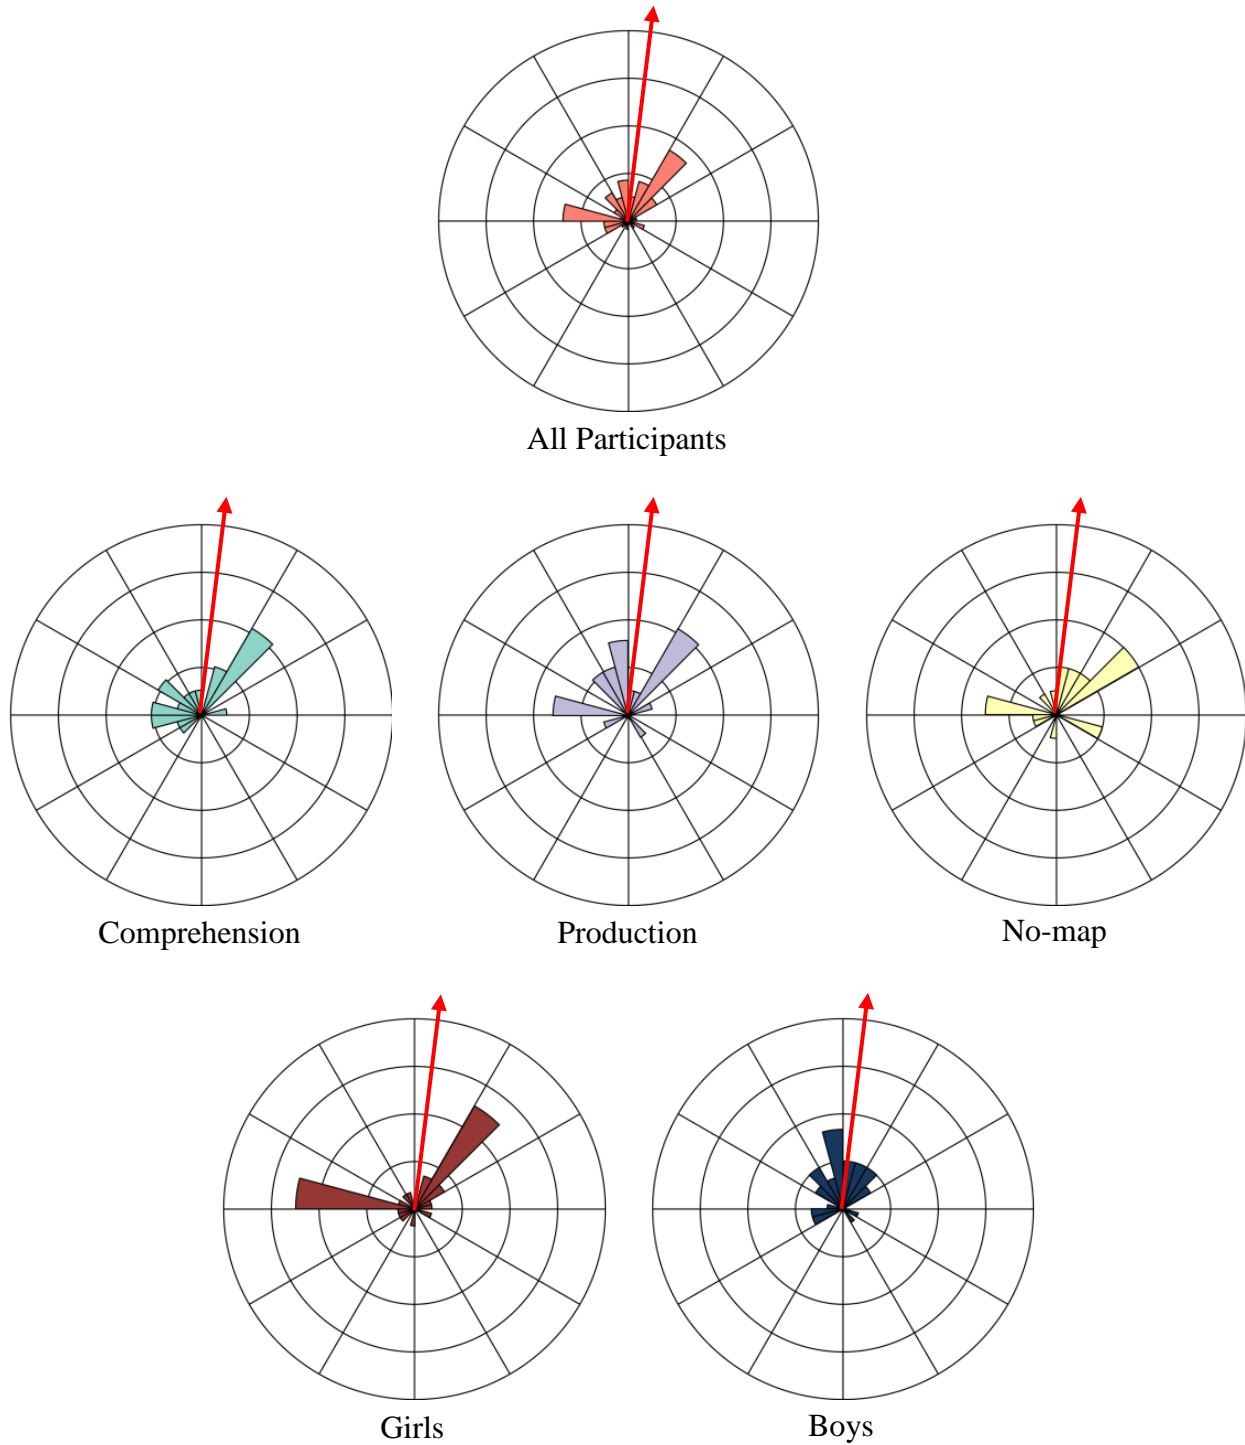 All Participants
Comprehension
Production
No-map
Girls
Boys